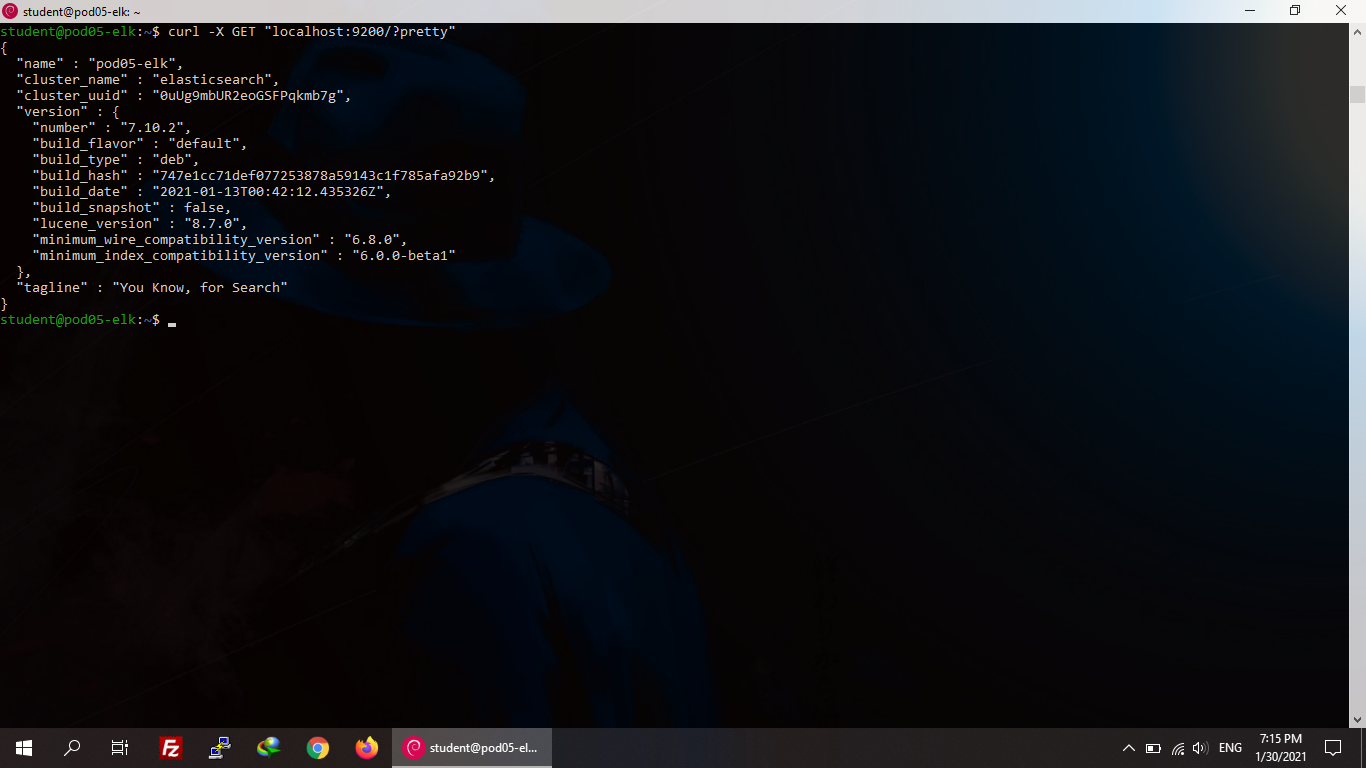 student@pod05-elk: ~
student@pod05-elk:~$ curl -X GET "localhost:9200/?pretty"
{
  "name" : "pod05-elk",
  "cluster_name" : "elasticsearch",
  "cluster_uuid" : "0uUg9mbUR2eoGSFPqkmb7g",
  "version" : {
    "number" : "7.10.2",
    "build_flavor" : "default",
    "build_type" : "deb",
    "build_hash" : "747e1cc71def077253878a59143c1f785afa92b9",
    "build_date" : "2021-01-13T00:42:12.435326Z",
    "build_snapshot" : false,
    "lucene_version" : "8.7.0",
    "minimum_wire_compatibility_version" : "6.8.0",
    "minimum_index_compatibility_version" : "6.0.0-beta1"
  },
  "tagline" : "You Know, for Search"
}
student@pod05-elk:~$
Fz
student@pod05-el...
ENG
7:15 PM
1/30/2021